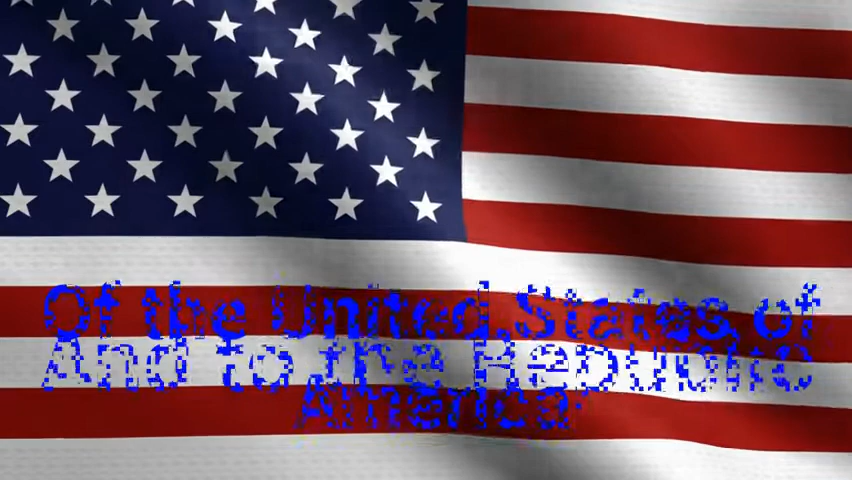 Of the United States of
And to the Republic
America